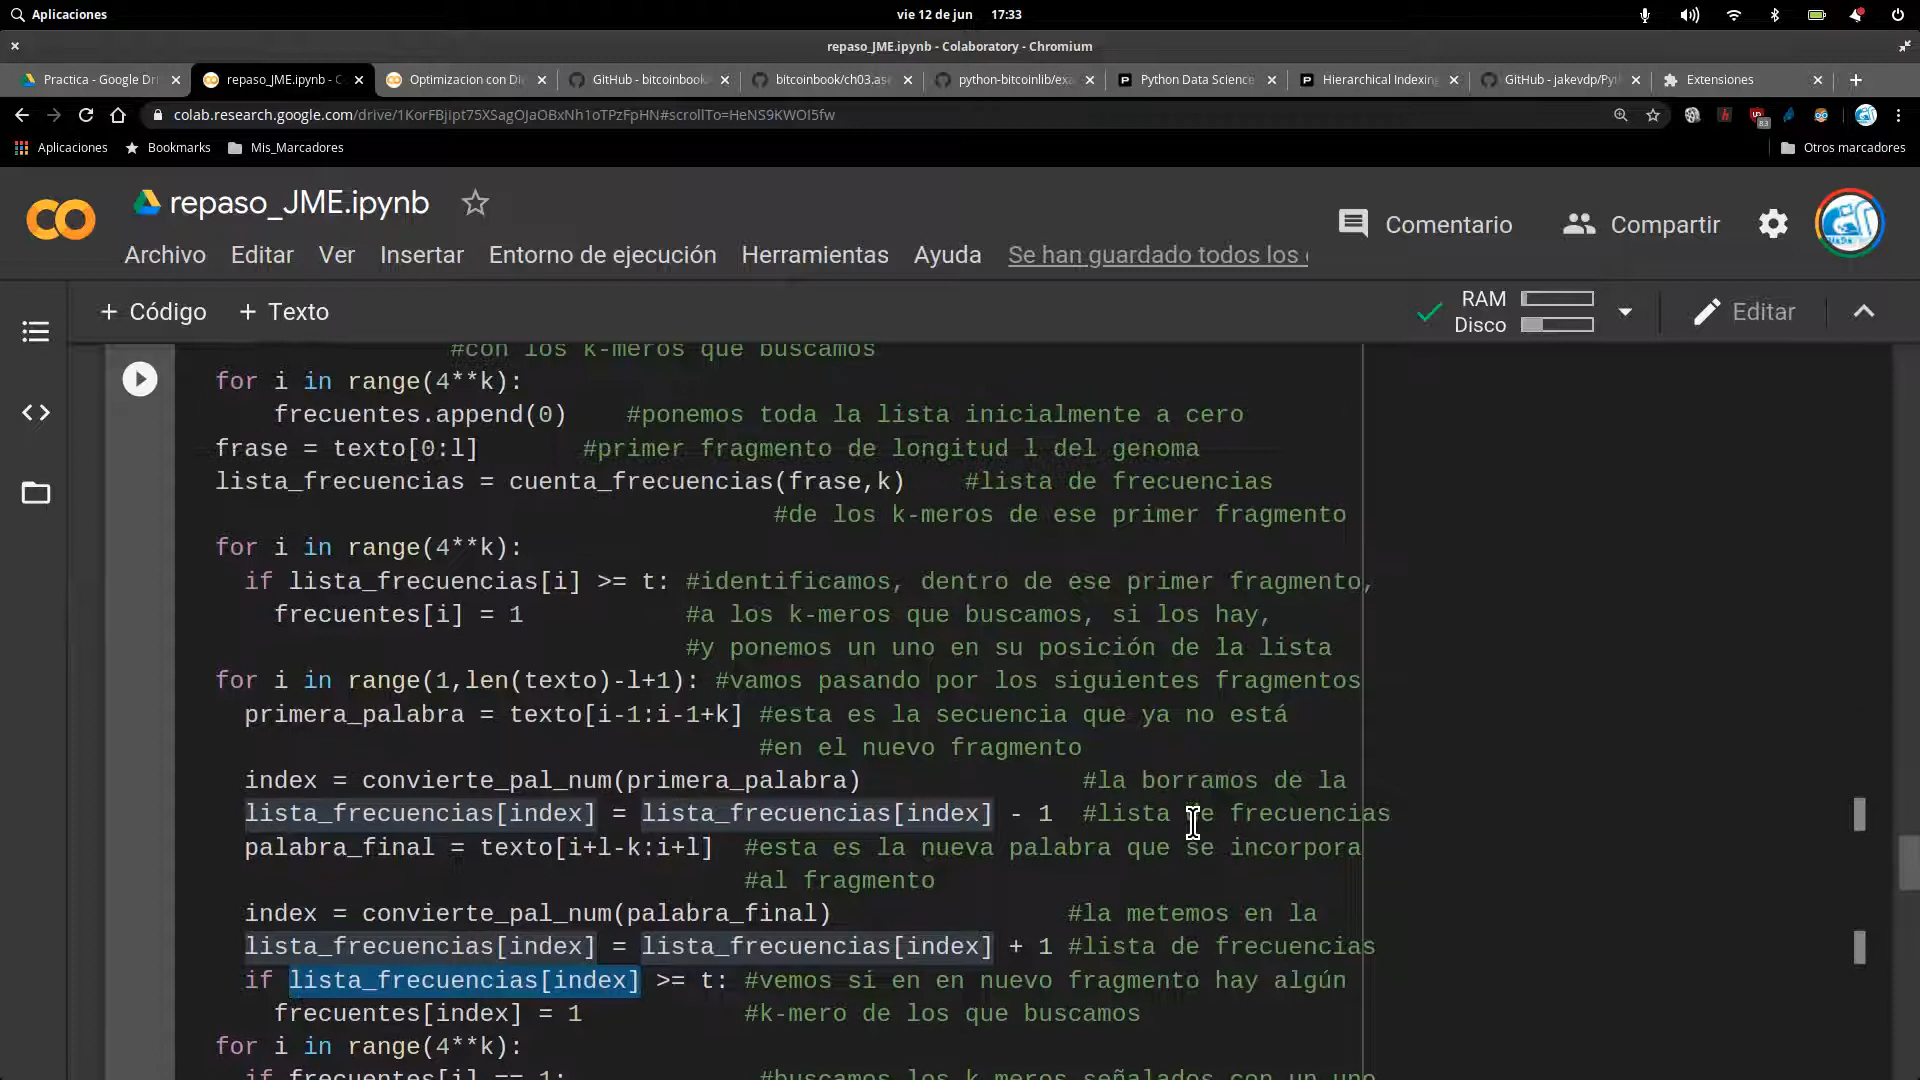 Aplicaciones
vie 12 de jun 17:33
repaso_JME.ipynb - Colaboratory - Chromium
Practica - Google Dri
repaso_JME.ipynb - C
Optimizacion con Di
GitHub - bitcoinbook
bitcoinbook/ch03.as
python-bitcoinlib/ex
Python Data Science
Hierarchical Indexing
GitHub - jakevdp/Pyt
Extensiones
colab.research.google.com/drive/1KorFBjIpt75XSagOJaOBxNh1oTPzFpHN#scrollTo=HeNS9KWOI5fw
Aplicaciones
Bookmarks
Mis_Marcadores
Otros marcadores
repaso_JME.ipynb
Comentario
Compartir
Archivo Editar Ver Insertar Entorno de ejecución Herramientas Ayuda Se han guardado todos los
+ Código + Texto
RAM
Disco
Editar
#con los k-meros que buscamos
for i in range(4**k):
frecuentes.append(0) #ponemos toda la lista inicialmente a cero
frase = texto[0:l] #primer fragmento de longitud l del genoma
lista_frecuencias = cuenta_frecuencias(frase,k) #lista de frecuencias
#de los k-meros de ese primer fragmento
for i in range(4**k):
if lista_frecuencias[i] >= t: #identificamos, dentro de ese primer fragmento,
frecuentes[i] = 1 #a los k-meros que buscamos, si los hay,
#y ponemos un uno en su posición de la lista
for i in range(1,len(texto)-l+1): #vamos pasando por los siguientes fragmentos
primera_palabra = texto[i-1:i-1+k] #esta es la secuencia que ya no está
#en el nuevo fragmento
index = convierte_pal_num(primera_palabra) #la borramos de la
lista_frecuencias[index] = lista_frecuencias[index] - 1 #lista de frecuencias
palabra_final = texto[i+l-k:i+l] #esta es la nueva palabra que se incorpora
#al fragmento
index = convierte_pal_num(palabra_final) #la metemos en la
lista_frecuencias[index] = lista_frecuencias[index] + 1 #lista de frecuencias
if lista_frecuencias[index] >= t: #vemos si en en nuevo fragmento hay algún
frecuentes[index] = 1 #k-mero de los que buscamos
for i in range(4**k):
if frecuentes[i] == 1: #buscamos los k meros señalados con un uno